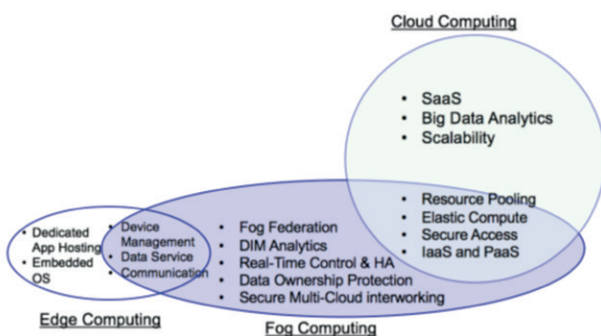 Cloud Computing
• SaaS
• Big Data Analytics
• Scalability
Resource Pooling
• Elastic Compute
• Secure Access
• IaaS and PaaS
• Dedicated
App Hosting
• Embedded
OS
• Device
Management
• Data Service
• Communication
• Fog Federation
• DIM Analytics
• Real-Time Control & HA
• Data Ownership Protection
• Secure Multi-Cloud interworking
Edge Computing
Fog Computing